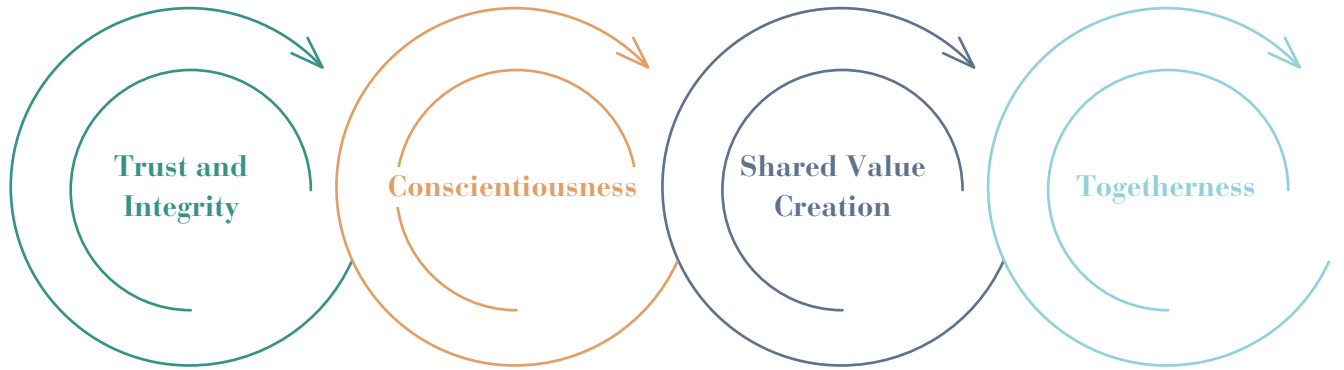 Trust and
Integrity
Conscientiousness
Shared Value
Creation
Togetherness